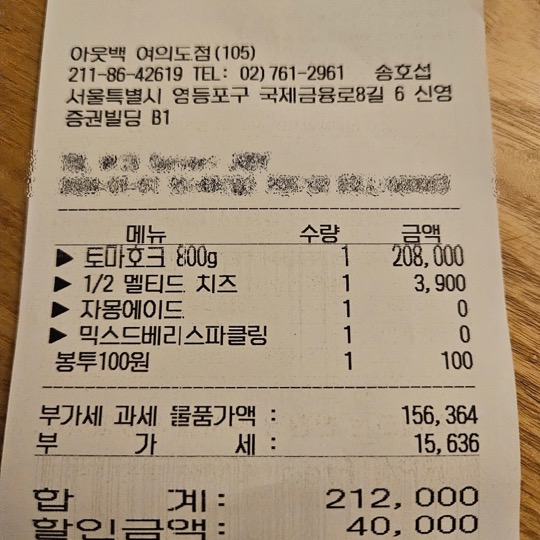 아웃백 여의도점(105)
211-86-42619 TEL: 02)761-2961 송호섭
서울특별시 영등포구 국제금융로8길 6 신영
증권빌딩 B1
메뉴 수량 금액
▶ 토마호크 800g 1 208,000
▶ 1/2 멜티드 치즈 1 3,900
▶ 자몽에이드 1 0
▶ 믹스드베리스파클링 1 0
봉투100원 1 100
부가세 과세 물품가액 : 156,364
부 가 세 : 15,636
합 계 : 212,000
할인금액 : 40,000